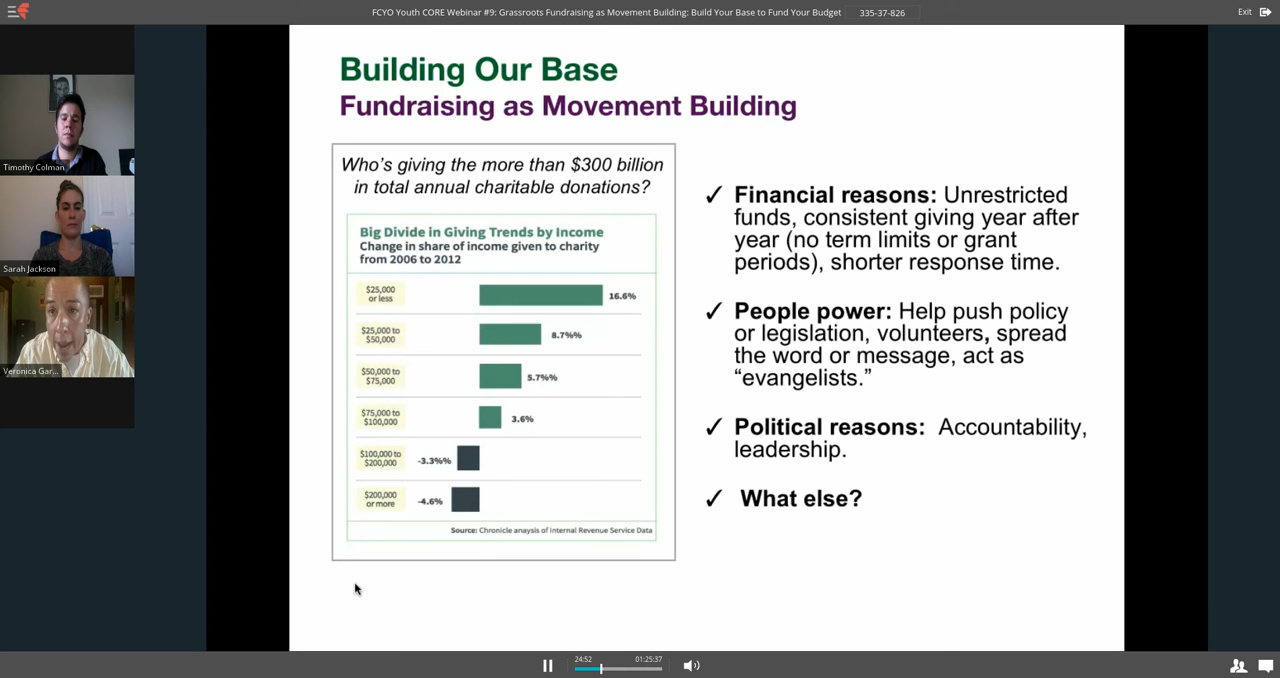 FCYO Youth CORE Webinar #9: Grassroots Fundraising as Movement Building: Build Your Base to Fund Your Budget
335-37-826
Exit
Timothy Colman
Sarah Jackson
Veronica Gar...
Building Our Base
Fundraising as Movement Building
Who's giving the more than $300 billion
in total annual charitable donations?
Big Divide in Giving Trends by Income
Change in share of income given to charity
from 2006 to 2012
$25,000
or less
16.6%
$25,000 to
$50,000
8.7%%
$50,000 to
$75,000
5.7%%
$75,000 to
$100,000
3.6%
$100,000 to
$200,000
-3.3%%
$200,000
or more
-4.6%
Source: Chronicle anaysis of Internal Revenue Service Data
✓ Financial reasons: Unrestricted
funds, consistent giving year after
year (no term limits or grant
periods), shorter response time.
✓ People power: Help push policy
or legislation, volunteers, spread
the word or message, act as
“evangelists.”
✓ Political reasons: Accountability,
leadership.
✓ What else?
24:52
01:25:37